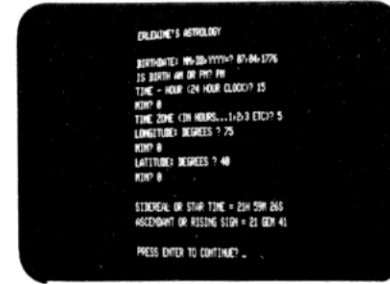 ERLEWINE'S ASTROLOGY
BIRTHDATE: MM,DD,YYYY=? 07,04,1776
IS BIRTH AM OR PM? PM
TIME - HOUR (24 HOUR CLOCK)? 15
MIN? 0
TIME ZONE (IN HOURS...1,2,3 ETC)? 5
LONGITUDE: DEGREES ? 75
MIN? 0
LATITUDE: DEGREES ? 40
MIN? 0
SIDEREAL OR STAR TIME = 21H 59M 26S
ASCENDANT OR RISING SIGN = 21 GEM 41
PRESS ENTER TO CONTINUE? _